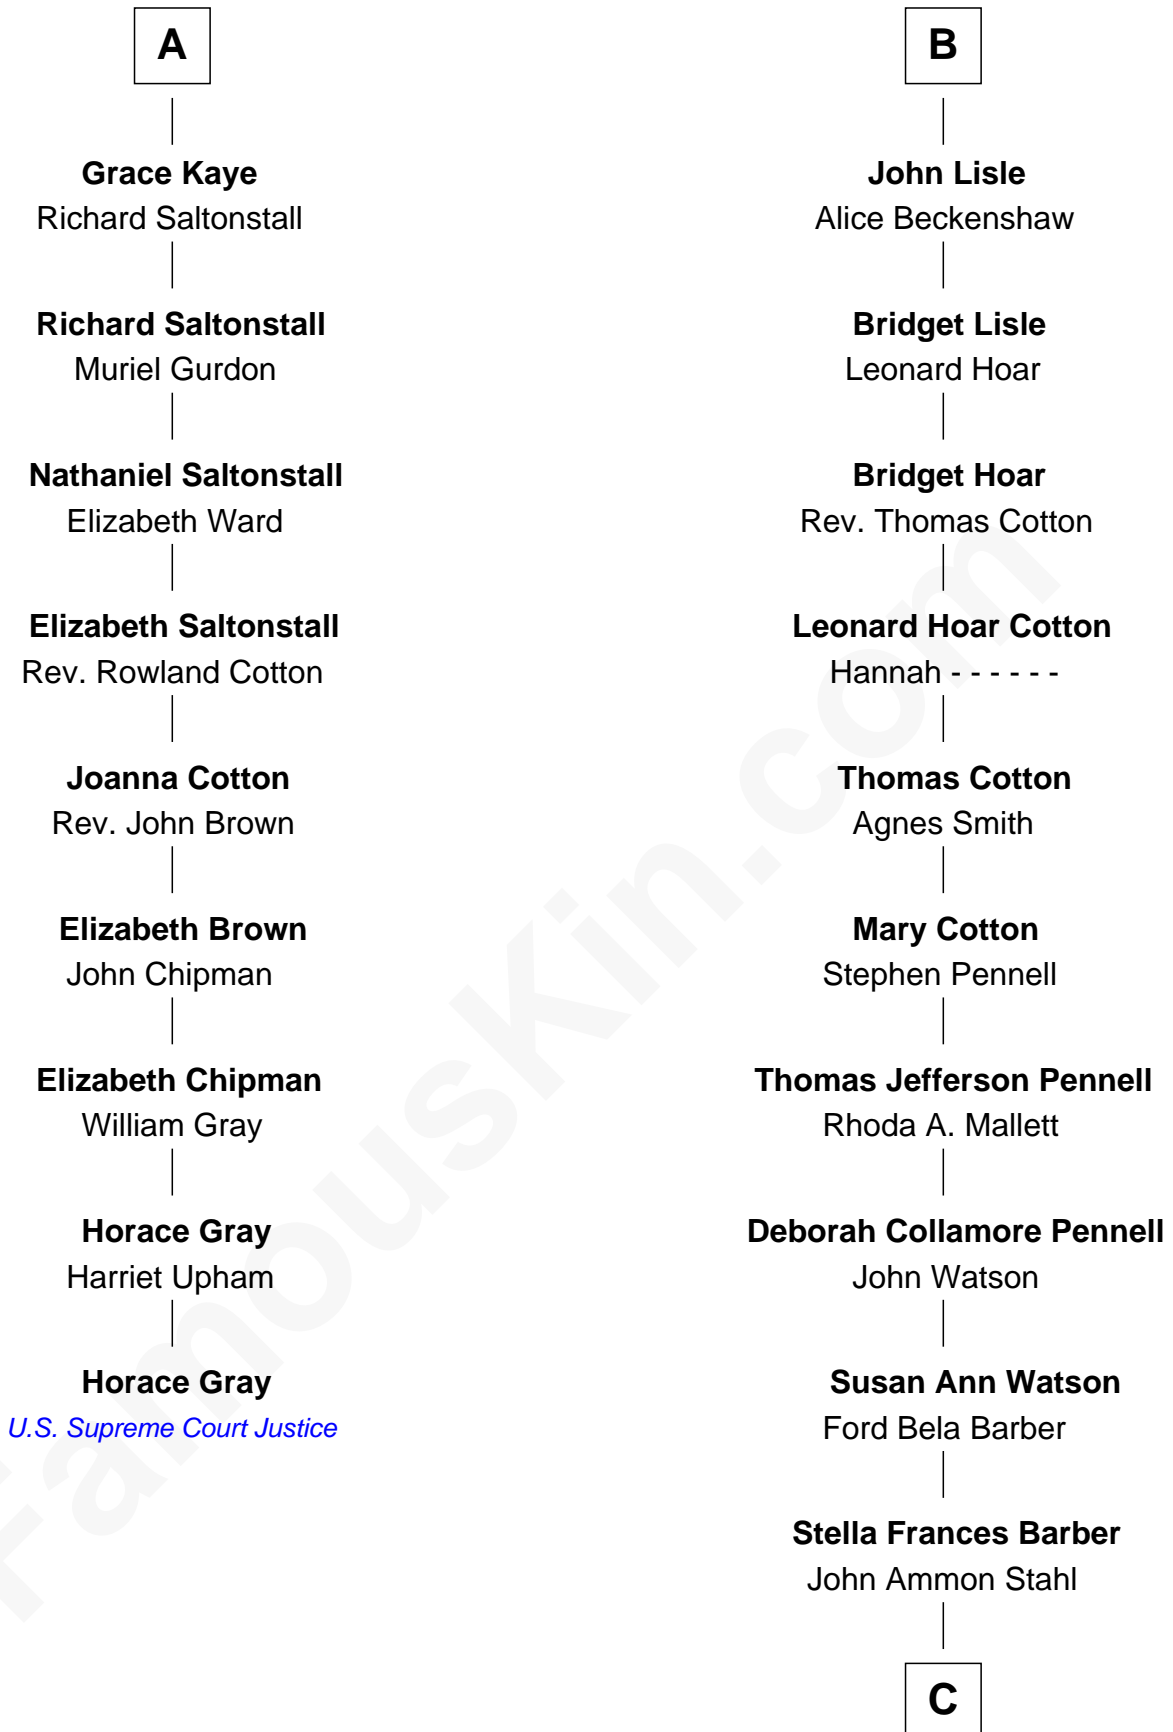 A
Grace Kaye
Richard Saltonstall
Richard Saltonstall
Muriel Gurdon
Nathaniel Saltonstall
Elizabeth Ward
Elizabeth Saltonstall
Rev. Rowland Cotton
Joanna Cotton
Rev. John Brown
Elizabeth Brown
John Chipman
Elizabeth Chipman
William Gray
Horace Gray
Harriet Upham
Horace Gray
U.S. Supreme Court Justice
B
John Lisle
Alice Beckenshaw
Bridget Lisle
Leonard Hoar
Bridget Hoar
Rev. Thomas Cotton
Leonard Hoar Cotton
Hannah - - - - - -
Thomas Cotton
Agnes Smith
Mary Cotton
Stephen Pennell
Thomas Jefferson Pennell
Rhoda A. Mallett
Deborah Collamore Pennell
John Watson
Susan Ann Watson
Ford Bela Barber
Stella Frances Barber
John Ammon Stahl
C
FamousKin.com